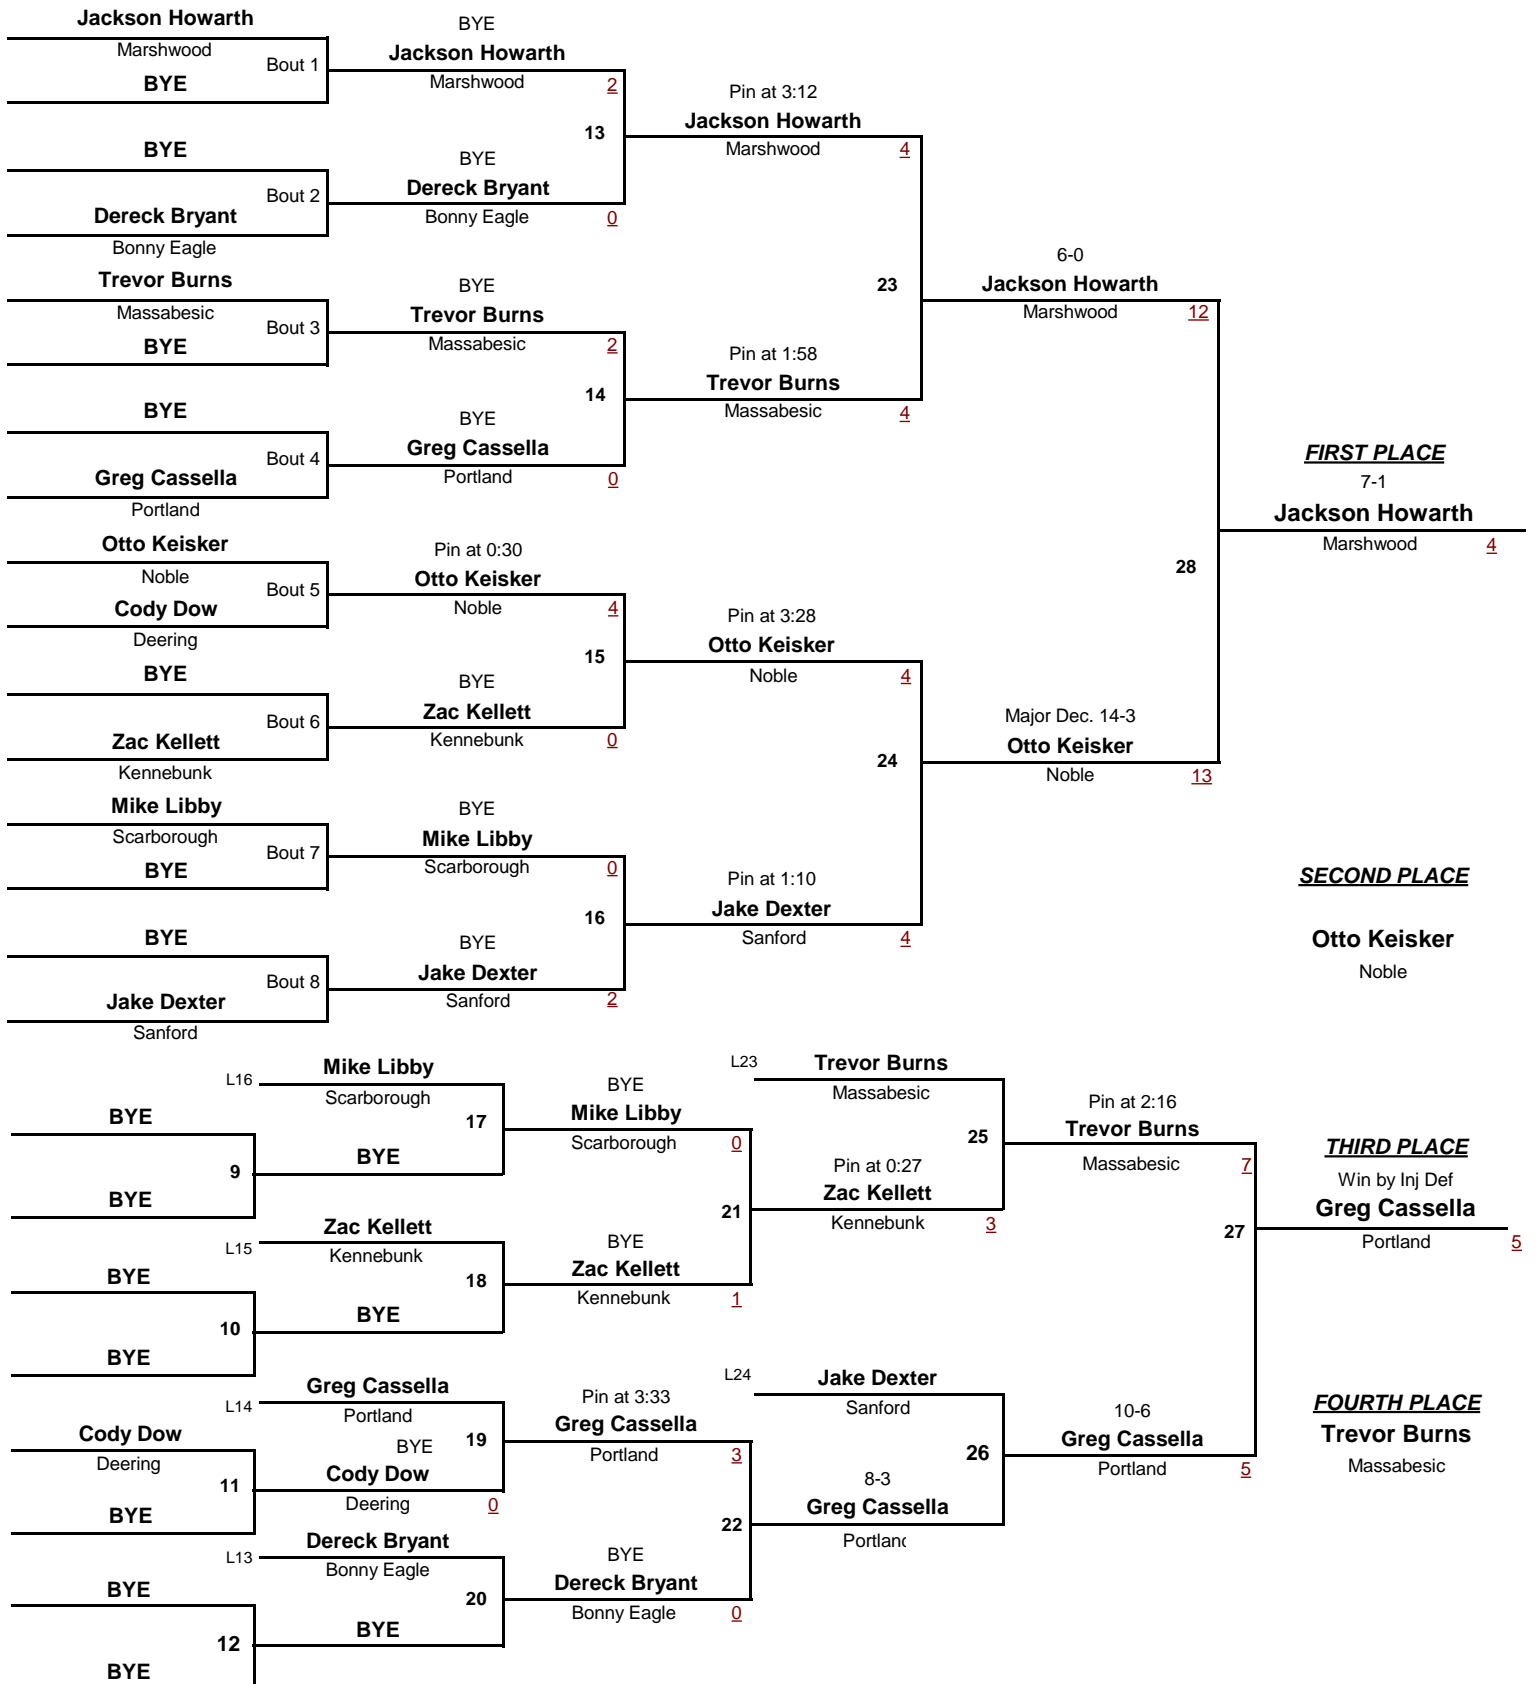 Jackson Howarth
Marshwood
BYE
Bout 1
BYE
Jackson Howarth
Marshwood
2
BYE
Dereck Bryant
Bonny Eagle
Bout 2
BYE
Dereck Bryant
Bonny Eagle
0
13
Pin at 3:12
Jackson Howarth
Marshwood
4
Trevor Burns
Massabesic
BYE
Bout 3
BYE
Trevor Burns
Massabesic
2
BYE
Greg Cassella
Portland
Bout 4
BYE
Greg Cassella
Portland
0
14
Pin at 1:58
Trevor Burns
Massabesic
4
23
6-0
Jackson Howarth
Marshwood
12
Otto Keisker
Noble
Cody Dow
Deering
Bout 5
Pin at 0:30
Otto Keisker
Noble
4
BYE
Zac Kellett
Kennebunk
Bout 6
BYE
Zac Kellett
Kennebunk
0
15
Pin at 3:28
Otto Keisker
Noble
4
Mike Libby
Scarborough
BYE
Bout 7
BYE
Mike Libby
Scarborough
0
BYE
Jake Dexter
Sanford
Bout 8
BYE
Jake Dexter
Sanford
2
16
Pin at 1:10
Jake Dexter
Sanford
4
24
Major Dec. 14-3
Otto Keisker
Noble
13
28
FIRST PLACE
7-1
Jackson Howarth
Marshwood
4
SECOND PLACE
Otto Keisker
Noble
L16
Mike Libby
Scarborough
BYE
BYE
9
BYE
17
BYE
Mike Libby
Scarborough
0
L15
Zac Kellett
Kennebunk
BYE
BYE
10
BYE
18
BYE
Zac Kellett
Kennebunk
1
21
L23
Trevor Burns
Massabesic
Pin at 0:27
Zac Kellett
Kennebunk
3
25
Pin at 2:16
Trevor Burns
Massabesic
7
L14
Greg Cassella
Portland
Cody Dow
Deering
BYE
11
BYE
Cody Dow
Deering
0
19
Pin at 3:33
Greg Cassella
Portland
3
L13
Dereck Bryant
Bonny Eagle
BYE
BYE
12
BYE
20
BYE
Dereck Bryant
Bonny Eagle
0
22
L24
Jake Dexter
Sanford
8-3
Greg Cassella
Portland
26
10-6
Greg Cassella
Portland
5
27
THIRD PLACE
Win by Inj Def
Greg Cassella
Portland
5
FOURTH PLACE
Trevor Burns
Massabesic